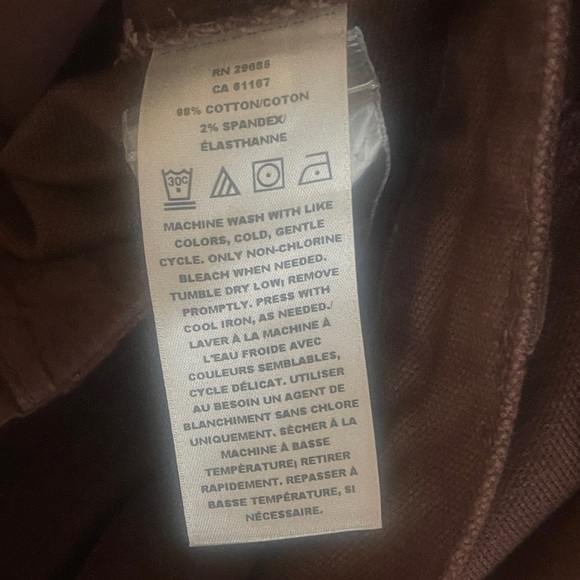 RN 29685
CA 61167
98% COTTON/COTON
2% SPANDEX/
ÉLASTHANNE
30C
MACHINE WASH WITH LIKE
COLORS, COLD, GENTLE
CYCLE. ONLY NON-CHLORINE
BLEACH WHEN NEEDED.
TUMBLE DRY LOW; REMOVE
PROMPTLY. PRESS WITH
COOL IRON, AS NEEDED./
LAVER À LA MACHINE À
L'EAU FROIDE AVEC
COULEURS SEMBLABLES,
CYCLE DÉLICAT. UTILISER
AU BESOIN UN AGENT DE
BLANCHIMENT SANS CHLORE
UNIQUEMENT. SÉCHER À LA
MACHINE À BASSE
TEMPÉRATURE; RETIRER
RAPIDEMENT. REPASSER À
BASSE TEMPÉRATURE, SI
NÉCESSAIRE.